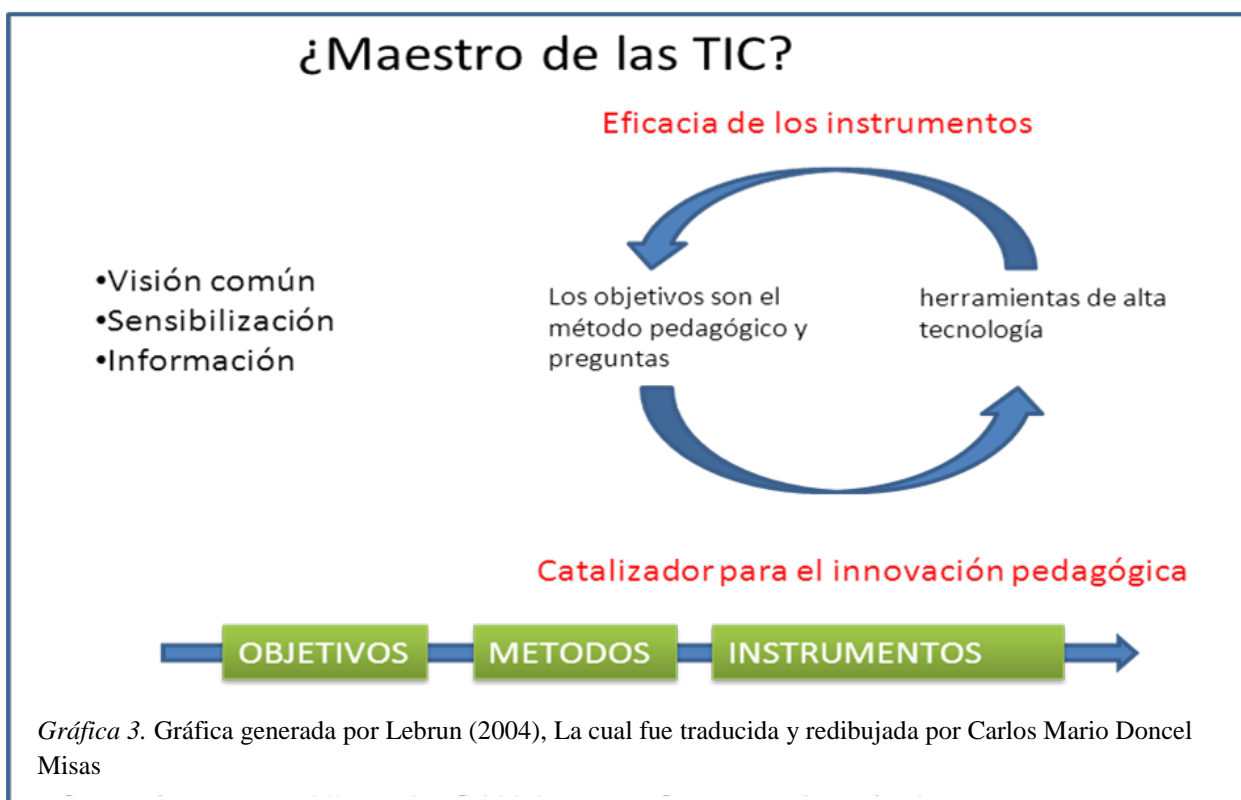 ¿Maestro de las TIC?
Eficacia de los instrumentos
•Visión común
•Sensibilización
•Información
Los objetivos son el
método pedagógico y
preguntas
herramientas de alta
tecnología
Catalizador para el innovación pedagógica
OBJETIVOS
METODOS
INSTRUMENTOS
Gráfica 3. Gráfica generada por Lebrun (2004), La cual fue traducida y redibujada por Carlos Mario Doncel
Misas